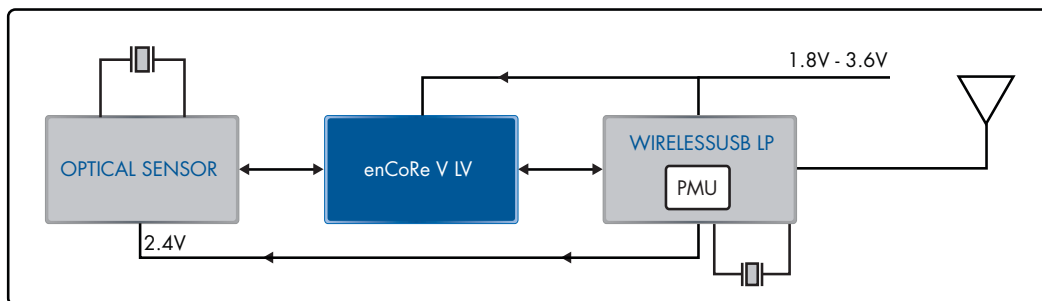 1.8V - 3.6V
OPTICAL SENSOR
enCoRe V LV
WIRELESSUSB LP
PMU
2.4V